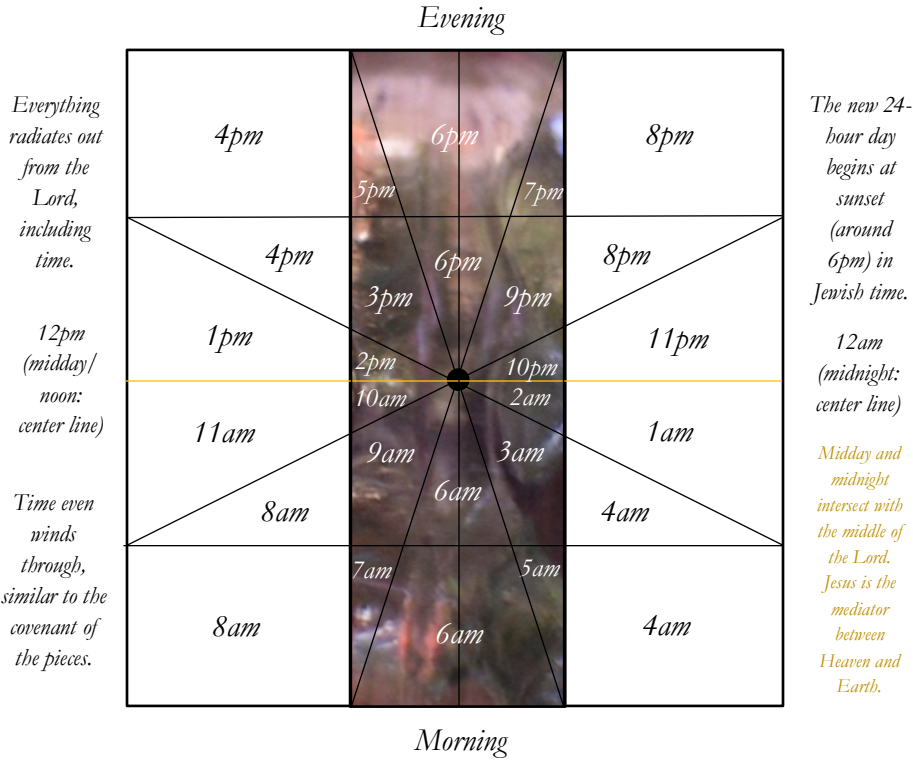 Evening
Everything
radiates out
from the
Lord,
including
time.
12pm
(midday/
noon:
center line)
Time even
winds
through,
similar to the
covenant of
the pieces.
4pm
6pm
8pm
5pm
7pm
4pm
6pm
8pm
3pm
9pm
1pm
11pm
2pm
10pm
10am
2am
11am
1am
9am
3am
6am
8am
4am
7am
5am
8am
6am
4am
The new 24-
hour day
begins at
sunset
(around
6pm) in
Jewish time.
12am
(midnight:
center line)
Midday and
midnight
intersect with
the middle of
the Lord.
Jesus is the
mediator
between
Heaven and
Earth.
Morning